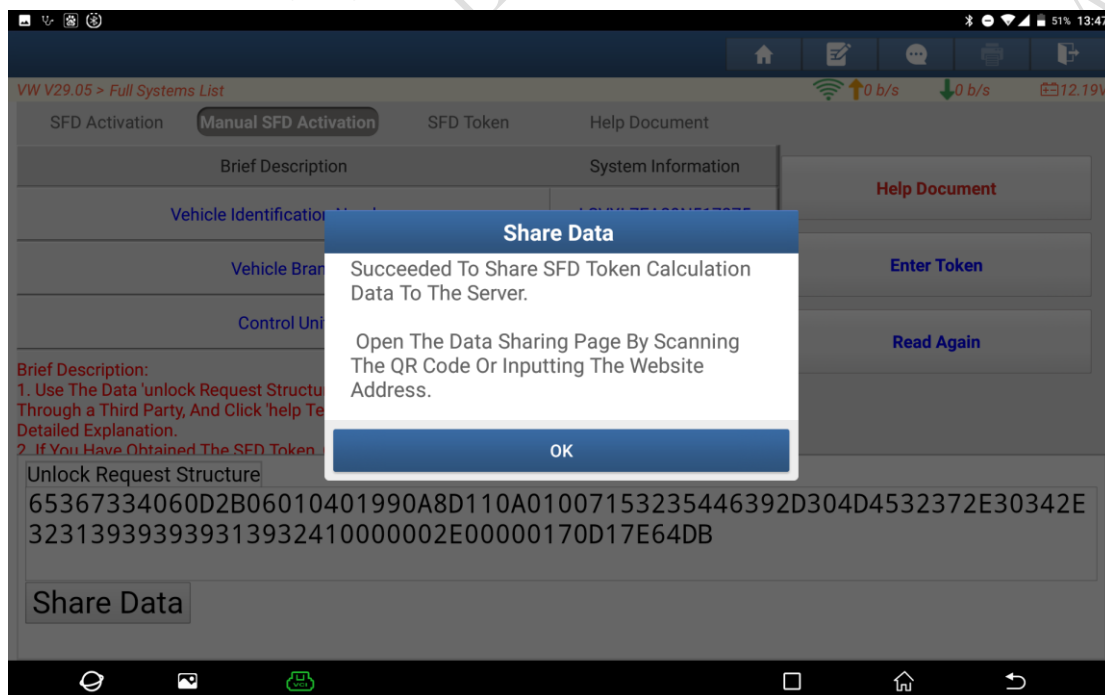 51% 13:47
VW V29.05 > Full Systems List
0 b/s
0 b/s
12.19V
SFD Activation
Manual SFD Activation
SFD Token
Help Document
Brief Description
System Information
Help Document
Vehicle Identification
Share Data
Vehicle Bran
Succeeded To Share SFD Token Calculation
Data To The Server.
Enter Token
Control Uni
Open The Data Sharing Page By Scanning
The QR Code Or Inputting The Website
Address.
Read Again
Brief Description:
1. Use The Data 'unlock Request Structu
Through a Third Party, And Click 'help Te
Detailed Explanation.
2. If You Have Obtained The SFD Token
OK
Unlock Request Structure
65367334060D2B06010401990A8D110A01007153235446392D304D4532372E30342E
323139393939313932410000002E00000170D17E64DB
Share Data
VCI